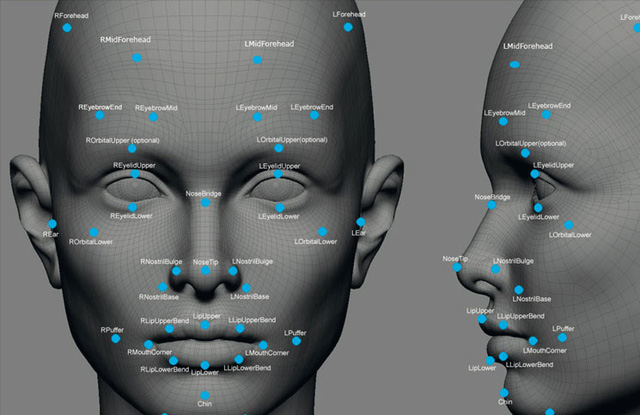 RForehead
LForehead
LForeh
RMidForehead
LMidForehead
LMidForehead
REyebrowEnd
REyebrowMid
LEyebrowMid
LEyebrowEnd
LEyebrowMid
LEyebrowEnd
ROrbitalUpper (optional)
LOrbitalUpper(optional)
LOrbitalUpper(optional)
REyelidUpper
LEyelidUpper
LEyelidUpper
NoseBridge
NoseBridge
REyelidLower
LEyelidLower
LEyelidLower
REar
ROrbitalLower
LOrbitalLower
LEar
LOrbitalLower
RNostrilBulge
NoseTip
LNostrilBulge
NoseTip
LNostrilBulge
RNostrilBase
LNostrilBase
LNostrilBase
RPuffer
RLipUpperBend
LipUpper
LLipUpperBend
LPuffer
LipUpper
LLipUpperBend
LPuffer
RMouthCorner
LMouthCorner
LMouthCorner
RLipLowerBend
LipLower
LLipLowerBend
LipLower
LLipLowerBend
Chin
Chin